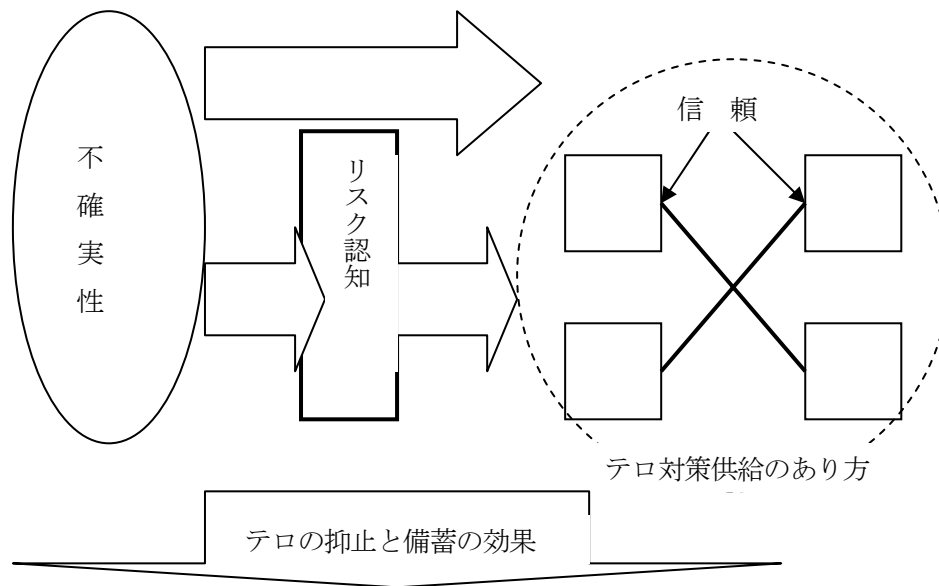 不確実性
リスク認知
信　頼
テロ対策供給のあり方
テロの抑止と備蓄の効果